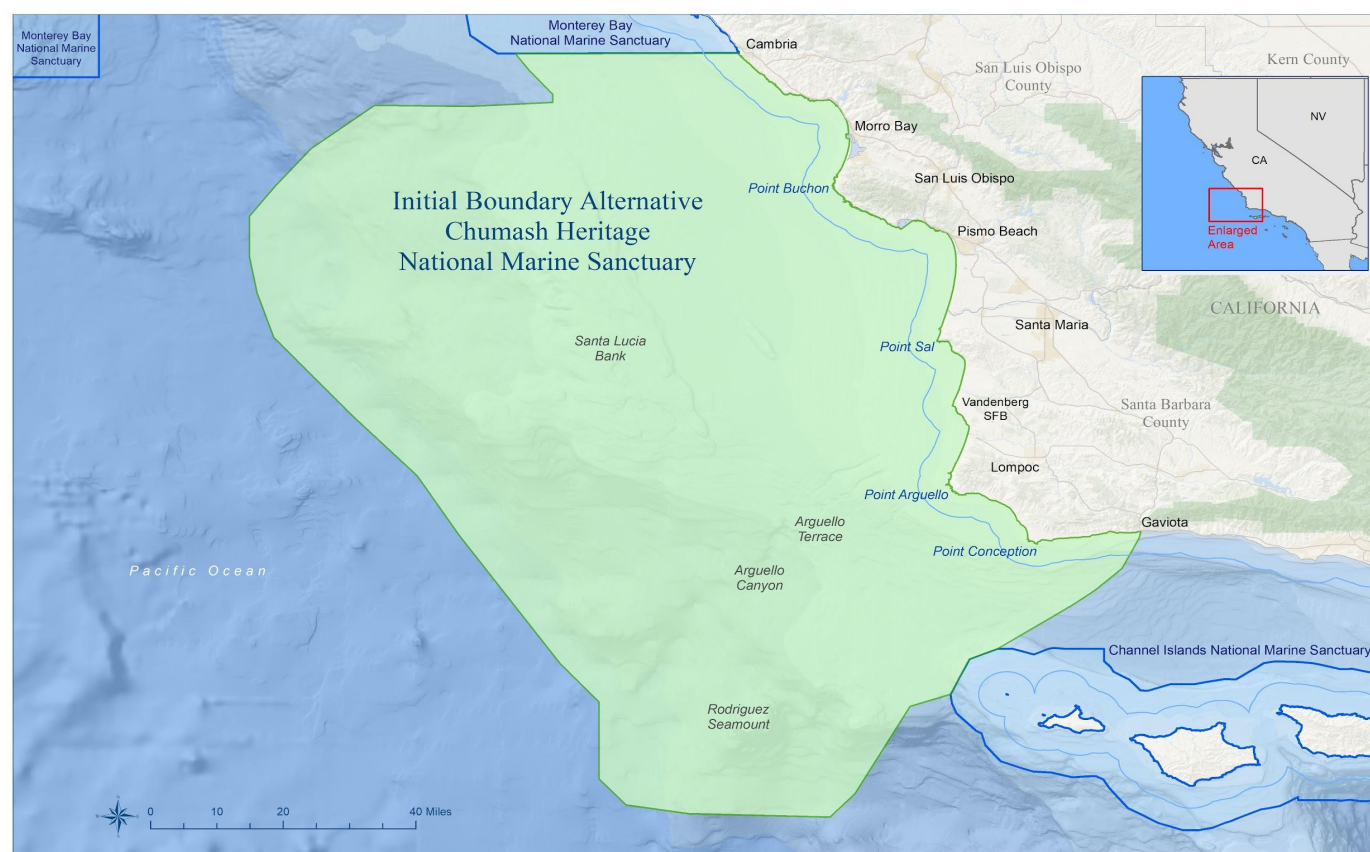 Monterey Bay
National Marine
Sanctuary
Monterey Bay
National Marine Sanctuary
Cambria
San Luis Obispo
County
Kern County
NV
CA
Enlarged
Area
Morro Bay
San Luis Obispo
Point Buchon
Pismo Beach
Initial Boundary Alternative
Chumash Heritage
National Marine Sanctuary
CALIFORNIA
Santa Maria
Santa Lucia
Bank
Point Sal
Vandenberg
SFB
Santa Barbara
County
Lompoc
Point Arguello
Arguello
Terrace
Gaviota
Point Conception
Pacific Ocean
Arguello
Canyon
Channel Islands National Marine Sanctuary
Rodriguez
Seamount
0 10 20 40 Miles